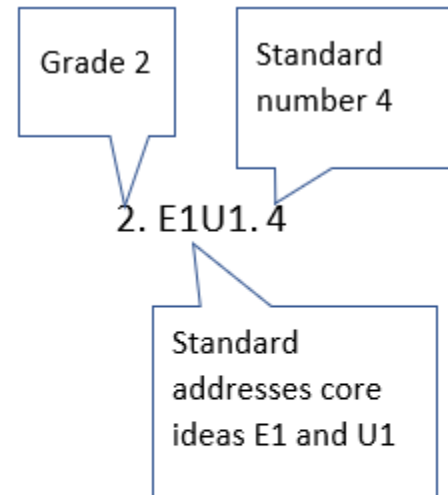 Grade 2
Standard
number 4
2. E1U1. 4
Standard
addresses core
ideas E1 and U1